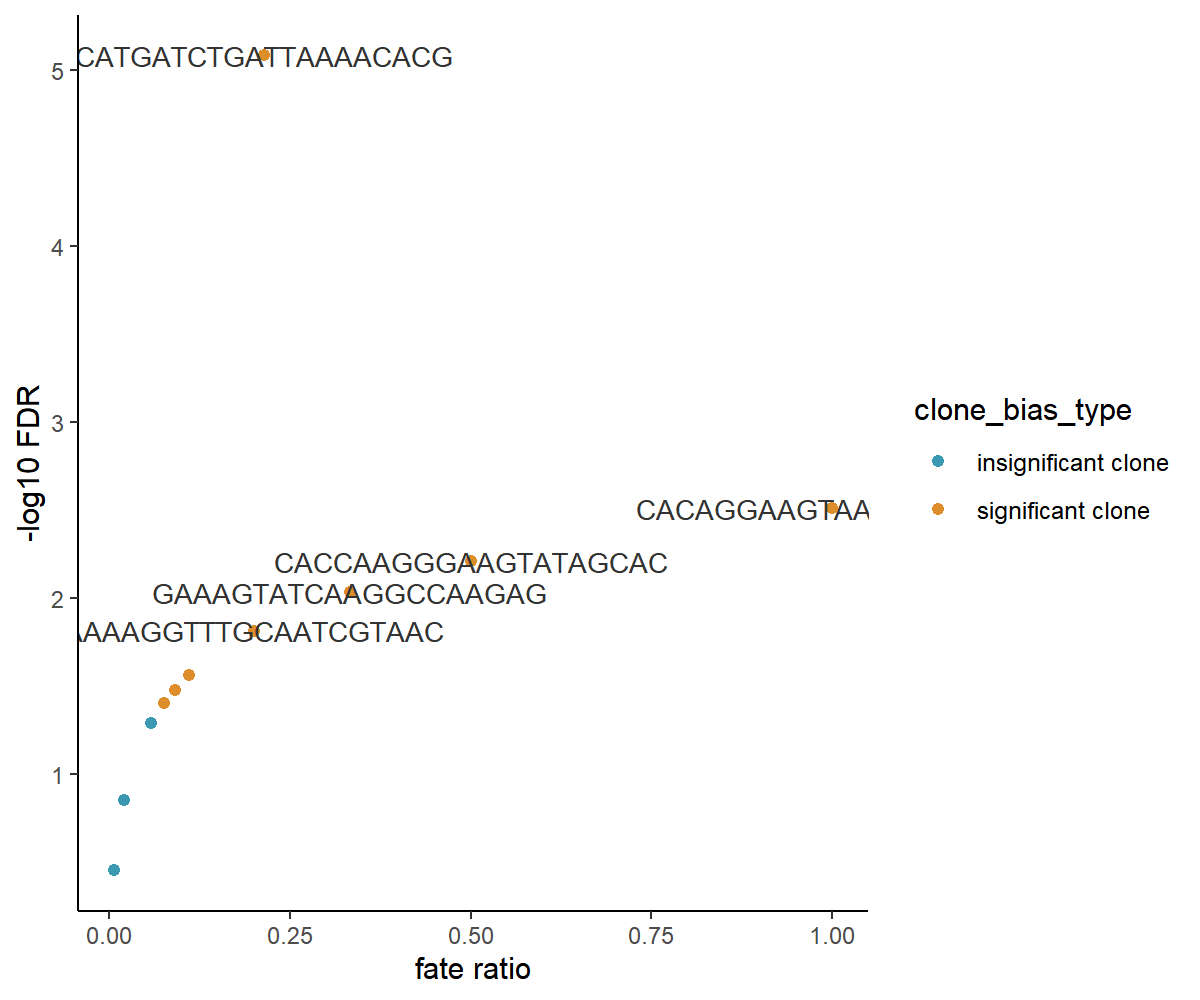 CATGATCTGATTAAAACACG
5
4
3
2
1
-log10 FDR
CACAGGAAGTAA
CACCAAGGGAAGTATAGCAC
GAAAGTATCAAGGCCAAGAG
AAAAGGTTTGCAATCGTAAC
0.00
0.25
0.50
0.75
1.00
fate ratio
clone_bias_type
insignificant clone
significant clone